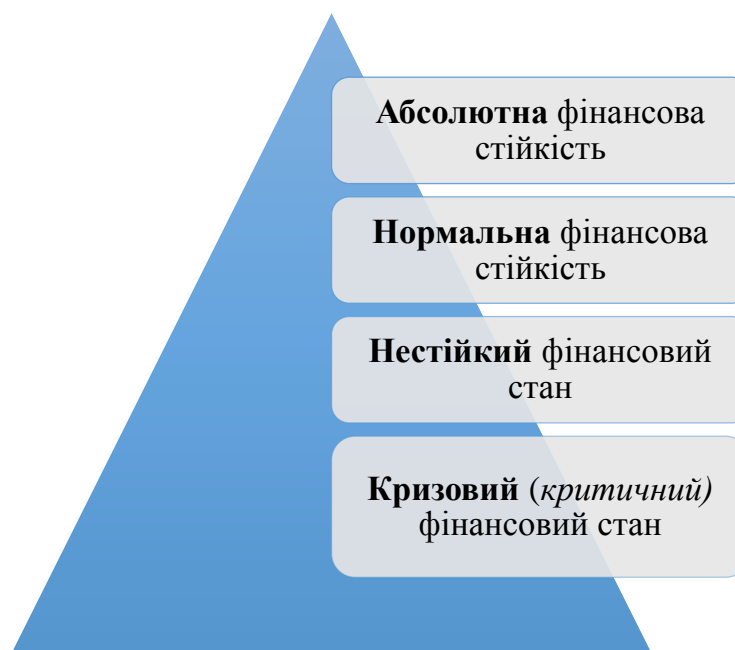 Абсолютна фінансова
стійкість
Нормальна фінансова
стійкість
Нестійкий фінансовий
стан
Кризовий (критичний)
фінансовий стан